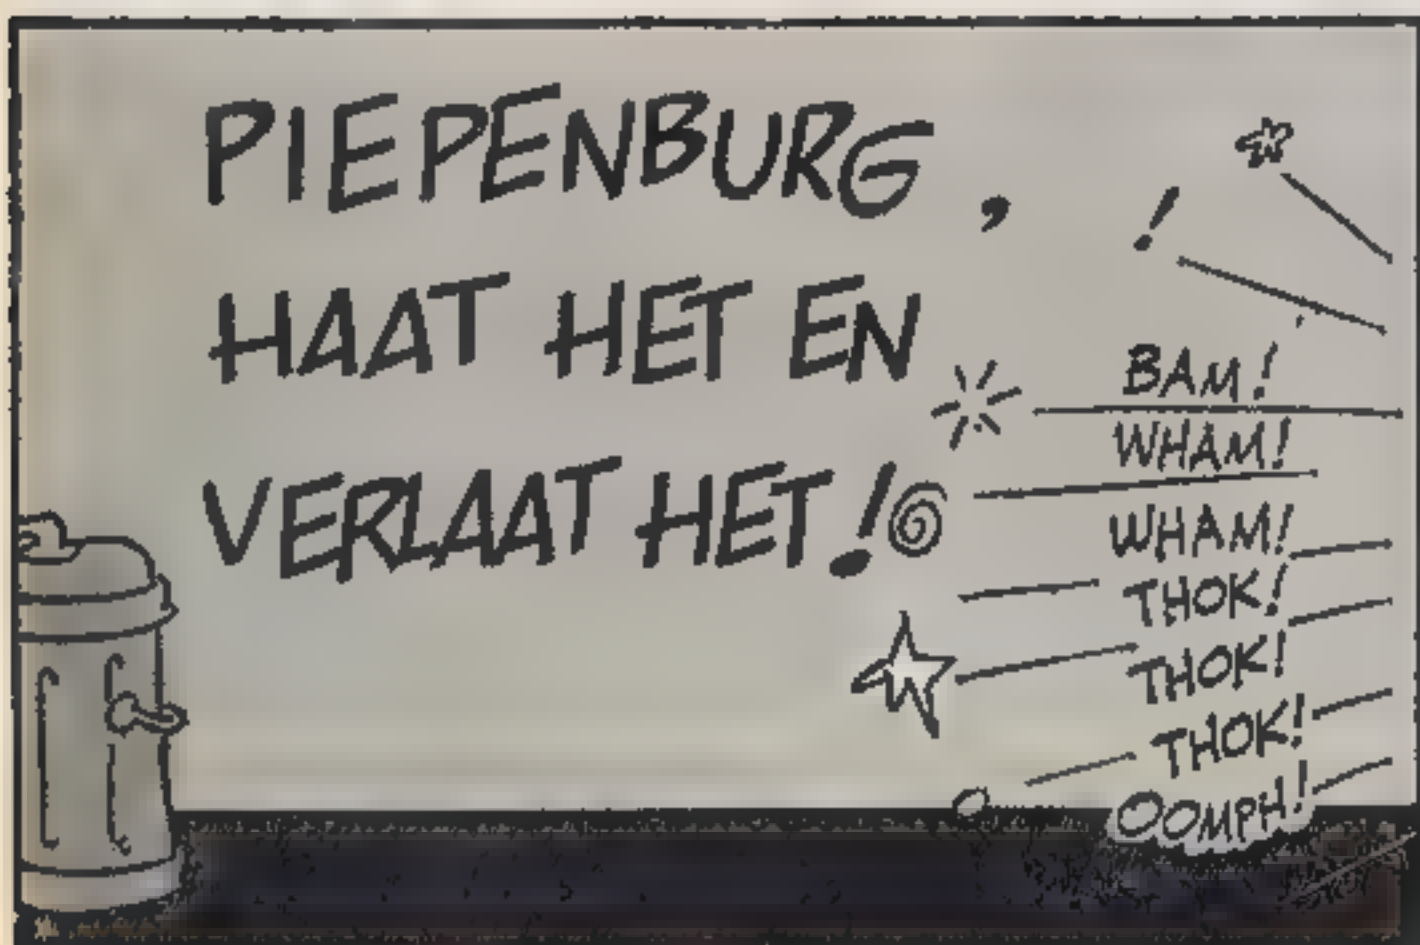 PIEPENBURG,
HAAT HET EN
VERLAAT HET!
!
BAM!
WHAM!
WHAM!
THOK!
THOK!
THOK!
OOMPH!